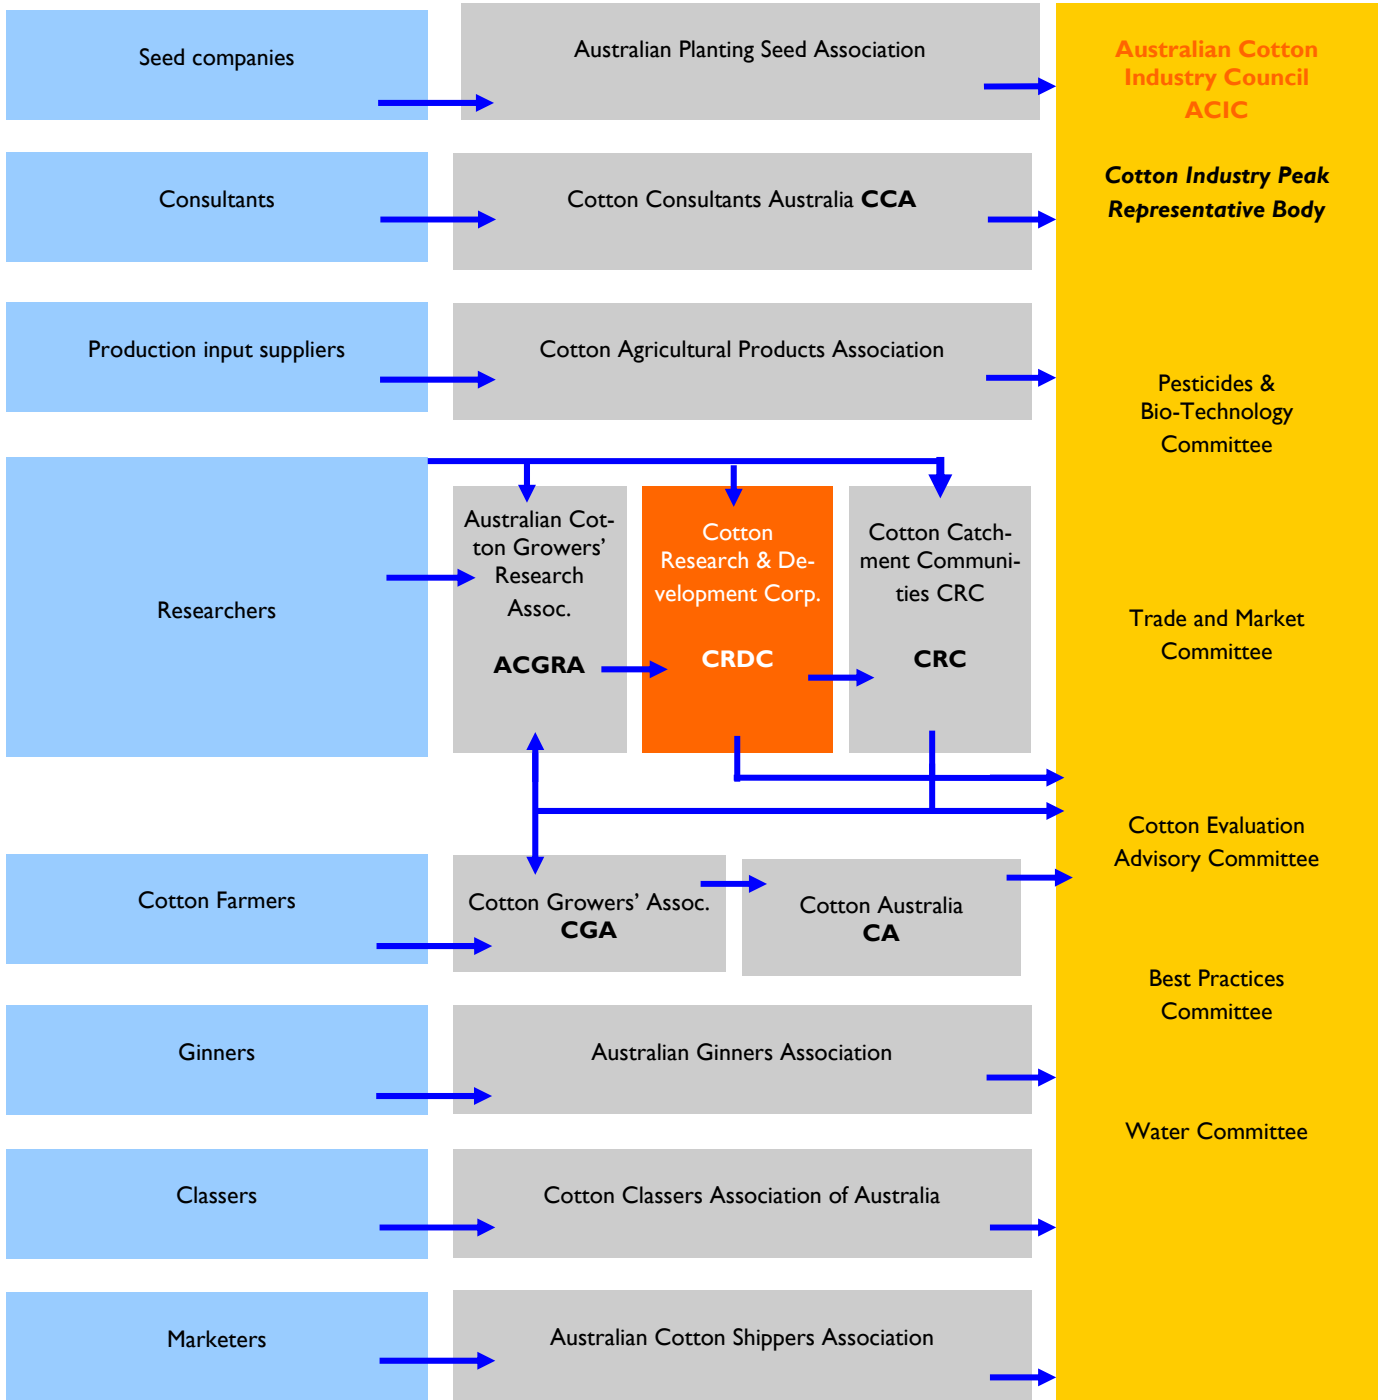 Seed companies
Australian Planting Seed Association
Australian Cotton
Industry Council
ACIC
Cotton Industry Peak
Representative Body
Consultants
Cotton Consultants Australia CCA
Production input suppliers
Cotton Agricultural Products Association
Pesticides &
Bio-Technology
Committee
Researchers
Australian Cot-
ton Growers'
Research
Assoc.
ACGRA
Cotton
Research & De-
velopment Corp.
CRDC
Cotton Catch-
ment Communi-
ties CRC
CRC
Trade and Market
Committee
Cotton Evaluation
Advisory Committee
Cotton Farmers
Cotton Growers' Assoc.
CGA
Cotton Australia
CA
Best Practices
Committee
Ginners
Australian Ginners Association
Water Committee
Classers
Cotton Classers Association of Australia
Marketers
Australian Cotton Shippers Association